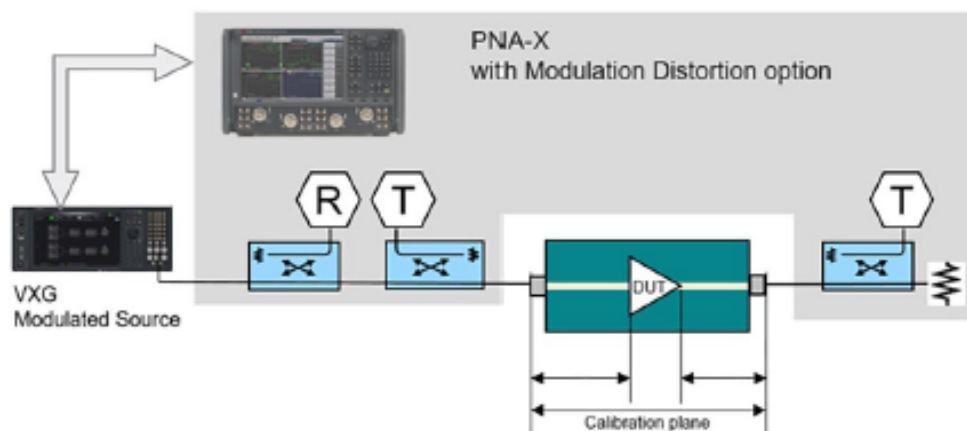 PNA-X
with Modulation Distortion option
R
T
T
VXG
Modulated Source
DUT
Calibration plane